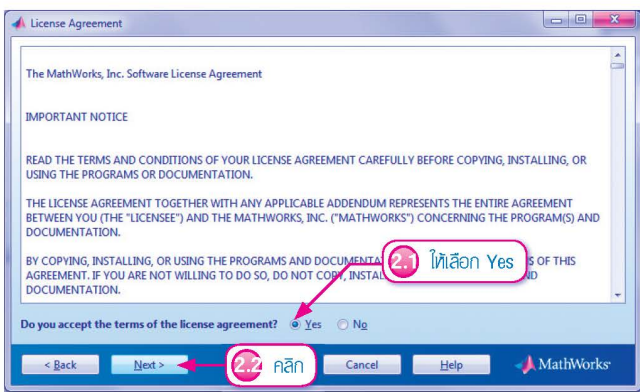 License Agreement
The MathWorks, Inc. Software License Agreement
IMPORTANT NOTICE
READ THE TERMS AND CONDITIONS OF YOUR LICENSE AGREEMENT CAREFULLY BEFORE COPYING, INSTALLING, OR
USING THE PROGRAMS OR DOCUMENTATION.
THE LICENSE AGREEMENT TOGETHER WITH ANY APPLICABLE ADDENDUM REPRESENTS THE ENTIRE AGREEMENT
BETWEEN YOU (THE "LICENSEE") AND THE MATHWORKS, INC. ("MATHWORKS") CONCERNING THE PROGRAM(S) AND
DOCUMENTATION.
BY COPYING, INSTALLING, OR USING THE PROGRAMS AND OF THIS
2.1 ให้เลือก Yes
AGREEMENT. IF YOU ARE NOT WILLING TO DO SO, DO NOT COPY,
DOCUMENTATION.
Do you accept the terms of the license agreement? Yes No
< Back Next > 2.2 คลิก Cancel Help MathWorks